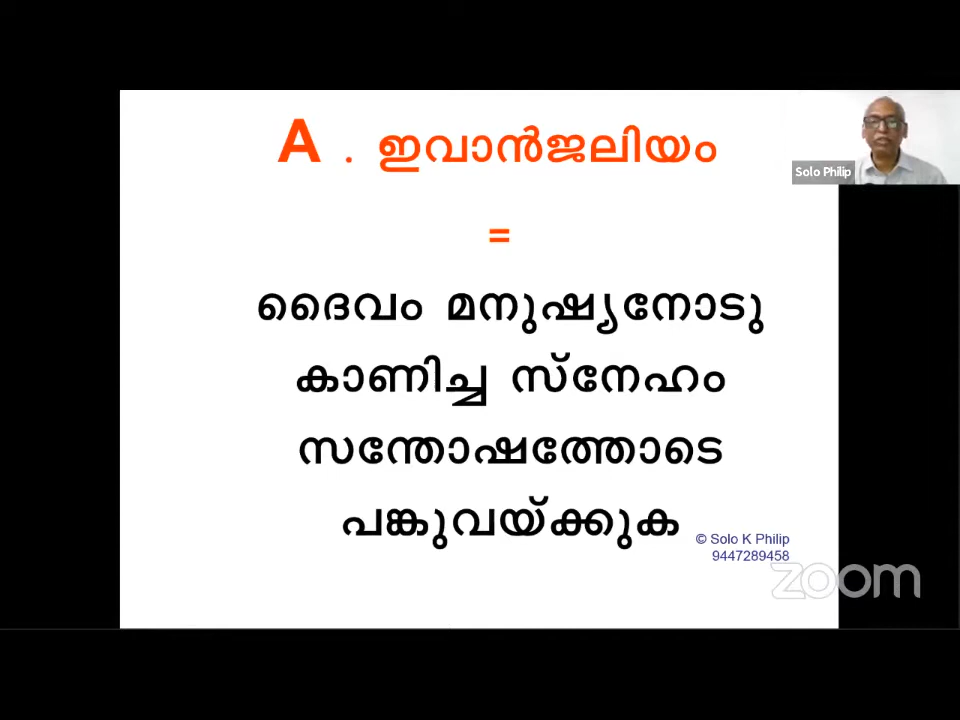 A . ഇവാൻജലിയം
=
ദൈവം മനുഷ്യനോടു
കാണിച്ച സ്നേഹം
സന്തോഷത്തോടെ
പങ്കുവയ്ക്കുക
© Solo K Philip
9447289458
Solo Philip
zoom